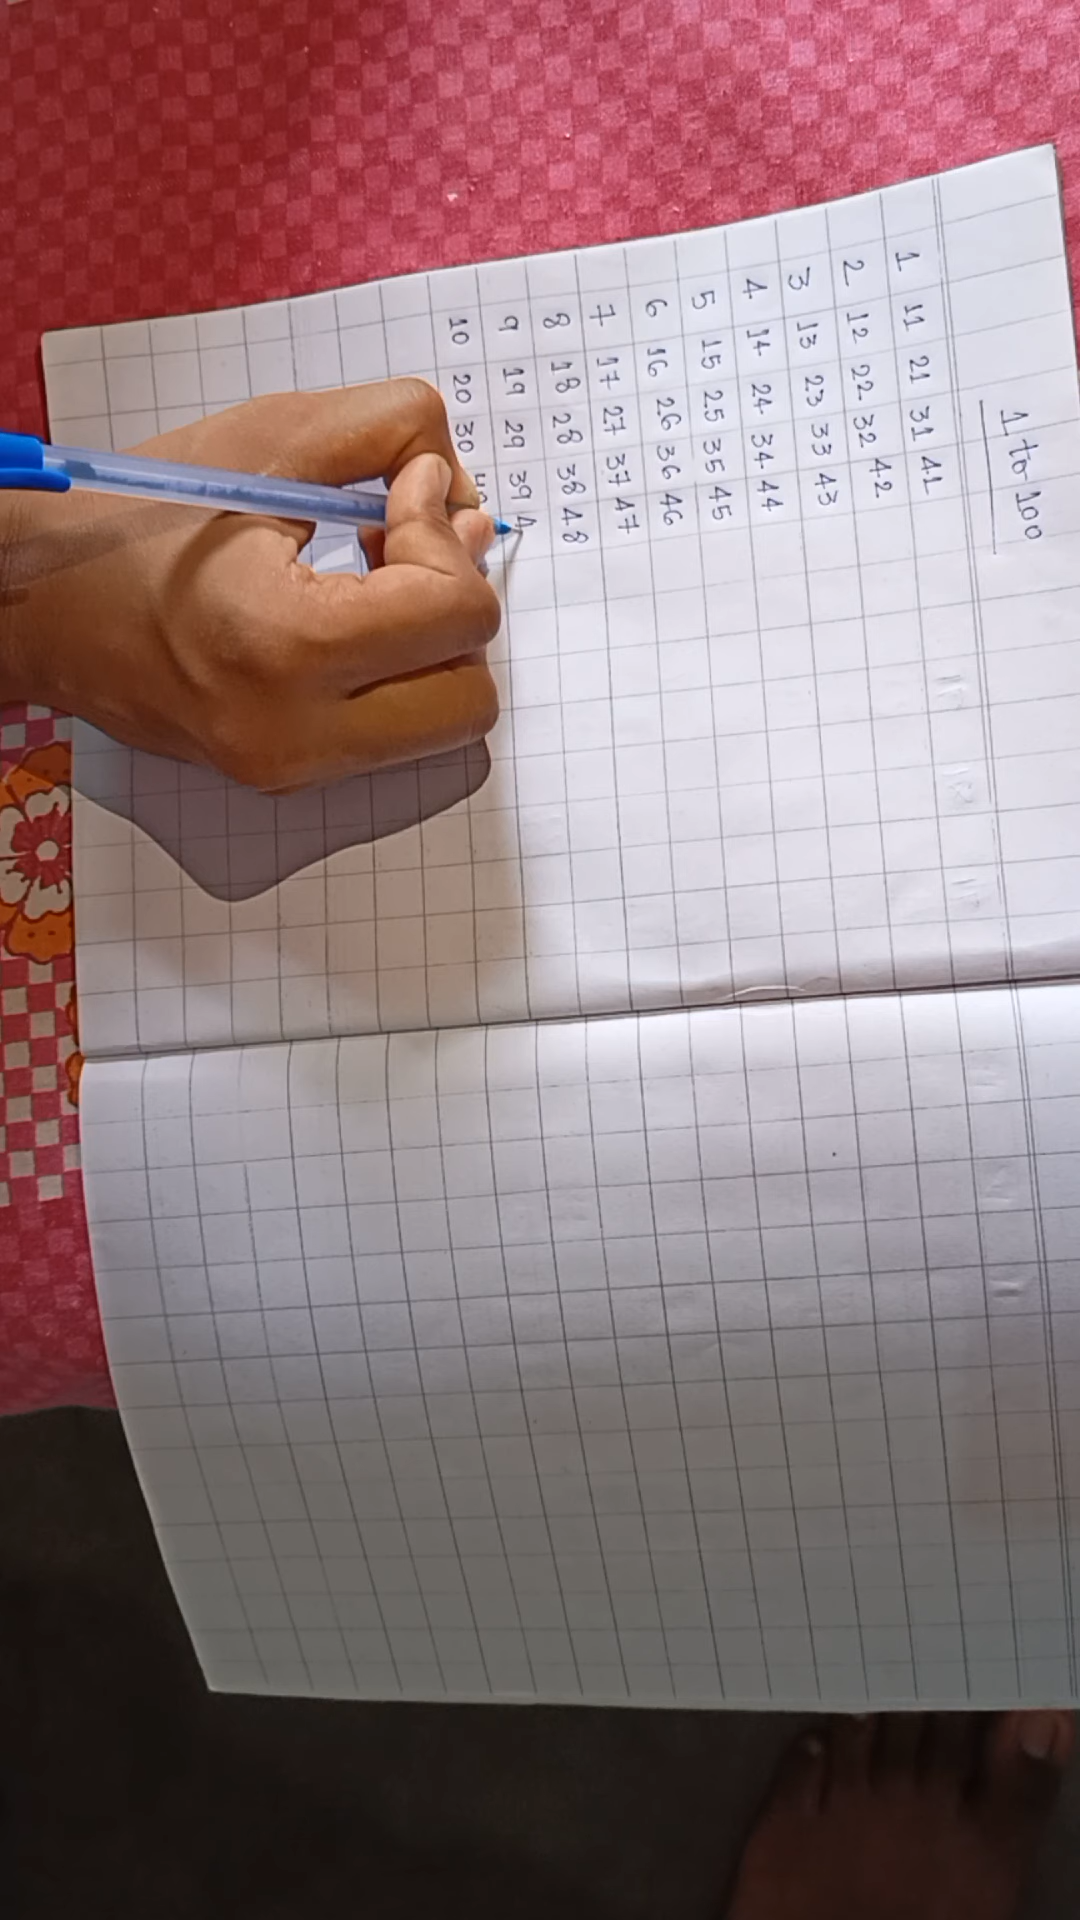 1 to 100
1 11 21 31 41
2 12 22 32 42
3 13 23 33 43
4 14 24 34 44
5 15 25 35 45
6 16 26 36 46
7 17 27 37 47
8 18 28 38 48
9 19 29 39 4
10 20 30